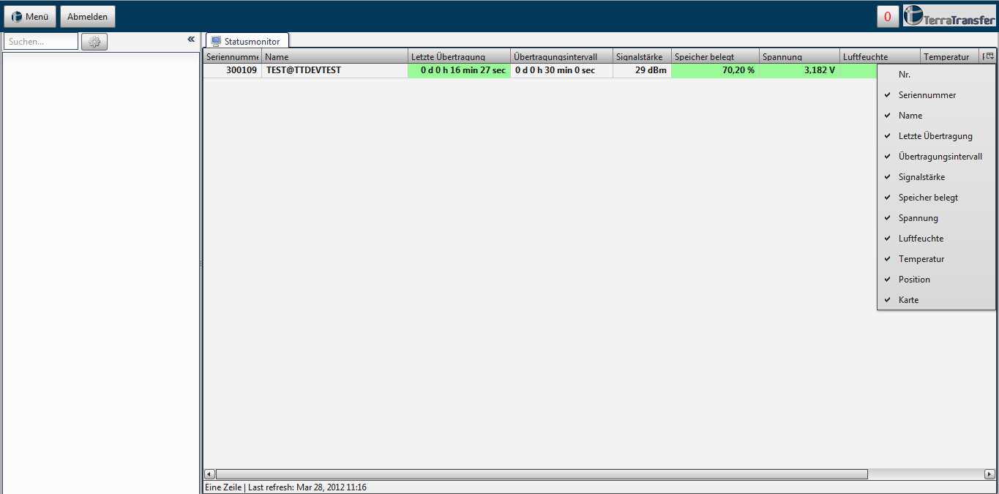 Menü
Abmelden
0
TerraTransfer
Suchen...
«
Statusmonitor
Seriennumme Name Letzte Übertragung Übertragungsintervall Signalstärke Speicher belegt Spannung Luftfeuchte Temperatur
300109 TEST@TTDEVTEST 0 d 0 h 16 min 27 sec 0 d 0 h 30 min 0 sec 29 dBm 70,20 % 3,182 V
Nr.
Seriennummer
Name
Letzte Übertragung
Übertragungsintervall
Signalstärke
Speicher belegt
Spannung
Luftfeuchte
Temperatur
Position
Karte
Eine Zeile | Last refresh: Mar 28, 2012 11:16